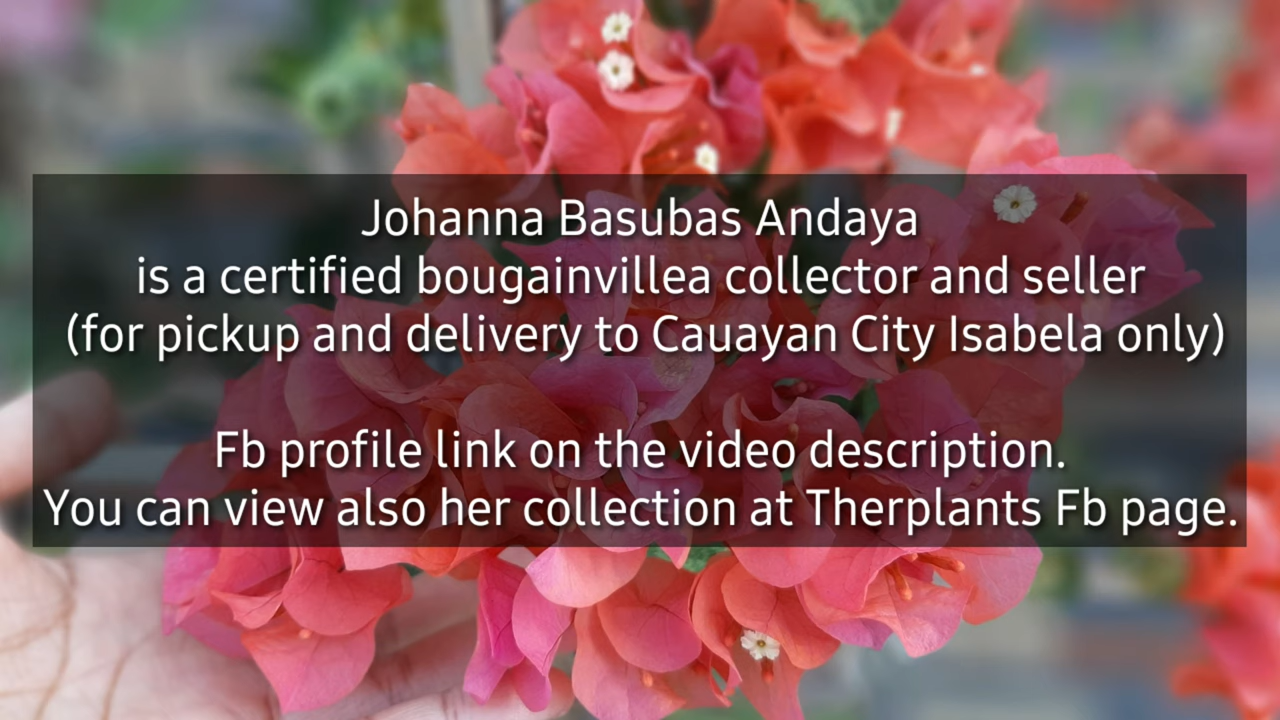 Johanna Basubas Andaya
is a certified bougainvillea collector and seller
(for pickup and delivery to Cauayan City Isabela only)
Fb profile link on the video description.
You can view also her collection at Therplants Fb page.